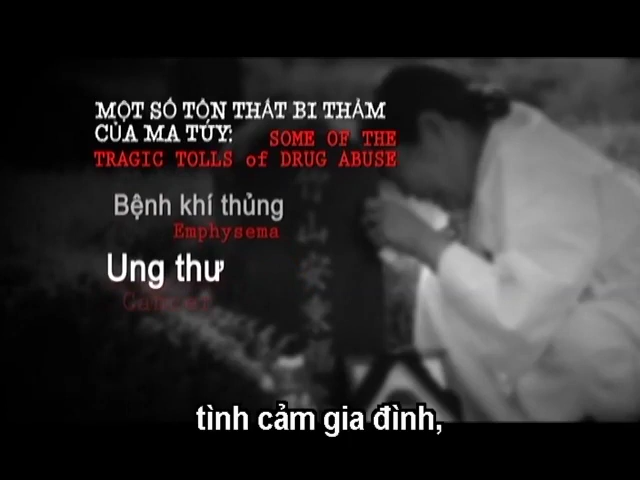 MỘT SỐ TỔN THẤT BI THẢM
CỦA MA TÚY: SOME OF THE
TRAGIC TOLLS of DRUG ABUSE
Bệnh khí thủng
Emphysema
Ung thư
Cancer
tình cảm gia đình,